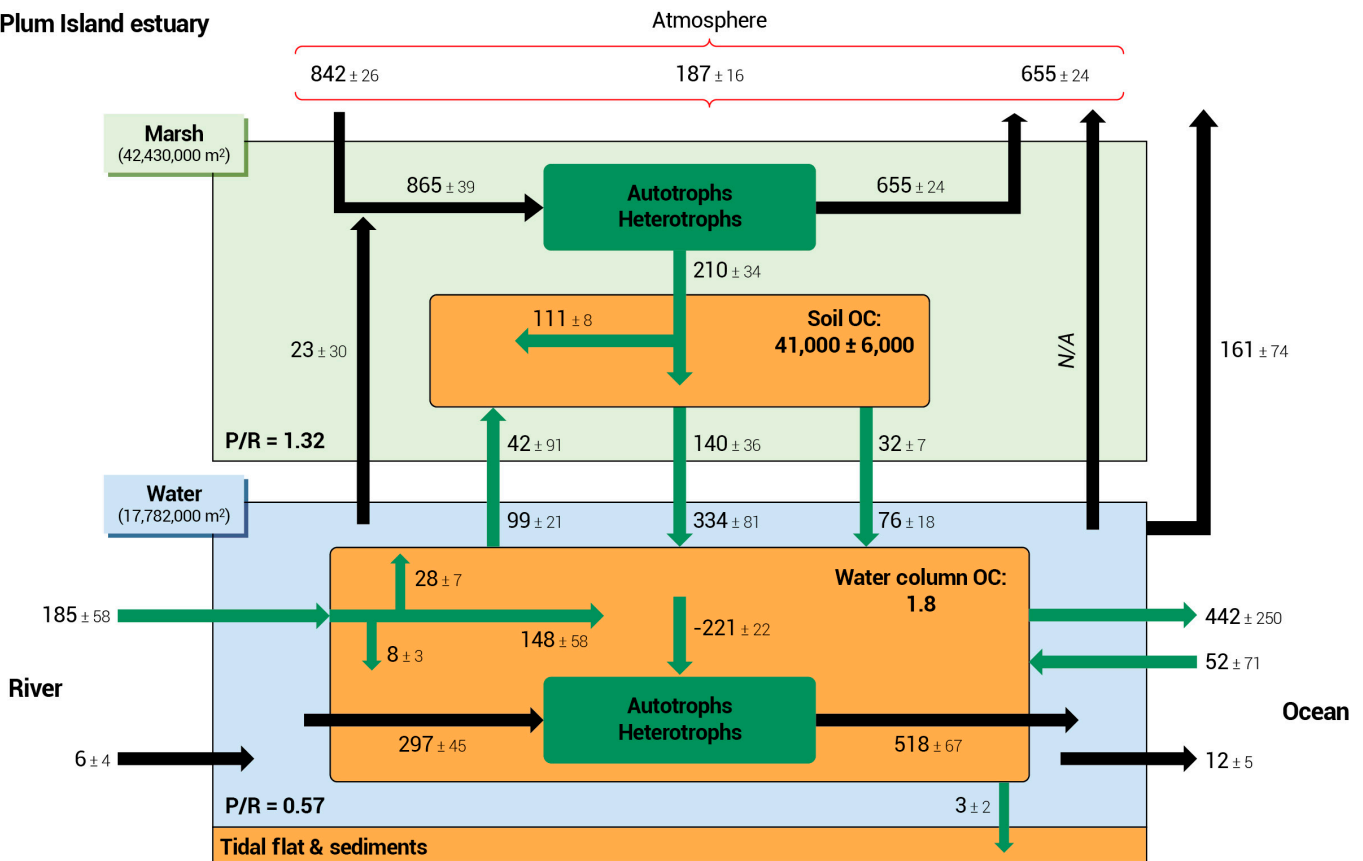 Plum Island estuary
Atmosphere
842 ± 26
187 ± 16
655 ± 24
Marsh
(42,430,000 m²)
865 ± 39
Autotrophs
Heterotrophs
655 ± 24
210 ± 34
111 ± 8
Soil OC:
41,000 ± 6,000
23 ± 30
N/A
161 ± 74
P/R = 1.32
42 ± 91
140 ± 36
32 ± 7
Water
(17,782,000 m²)
99 ± 21
334 ± 81
76 ± 18
28 ± 7
Water column OC:
1.8
185 ± 58
148 ± 58
-221 ± 22
442 ± 250
8 ± 3
52 ± 71
River
Autotrophs
Heterotrophs
Ocean
297 ± 45
518 ± 67
6 ± 4
12 ± 5
P/R = 0.57
3 ± 2
Tidal flat & sediments